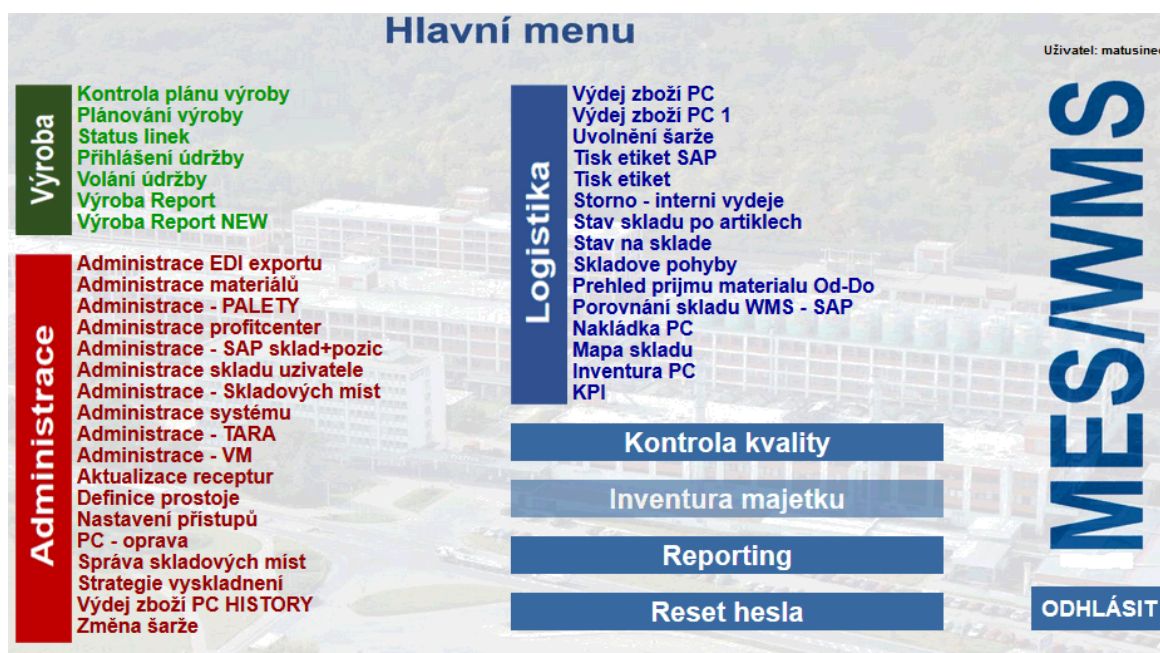 Hlavní menu
Uživatel: matusinec
Výroba
Kontrola plánu výroby
Plánování výroby
Status linek
Přihlášení údržby
Volání údržby
Výroba Report
Výroba Report NEW
Administrace
Administrace EDI exportu
Administrace materiálů
Administrace - PALETY
Administrace profitcenter
Administrace - SAP sklad+pozic
Administrace skladu uzivatele
Administrace - Skladových míst
Administrace systému
Administrace - TARA
Administrace - VM
Aktualizace receptur
Definice prostoje
Nastavení přístupů
PC - oprava
Správa skladových míst
Strategie vyskladnení
Výdej zboží PC HISTORY
Změna šarže
Logistika
Výdej zboží PC
Výdej zboží PC 1
Uvolnění šarže
Tisk etiket SAP
Tisk etiket
Storno - interni vydeje
Stav skladu po artiklech
Stav na sklade
Skladove pohyby
Prehled prijmu materialu Od-Do
Porovnání skladu WMS - SAP
Nakládka PC
Mapa skladu
Inventura PC
KPI
Kontrola kvality
Inventura majetku
Reporting
Reset hesla
MES/WMS
ODHLÁSIT